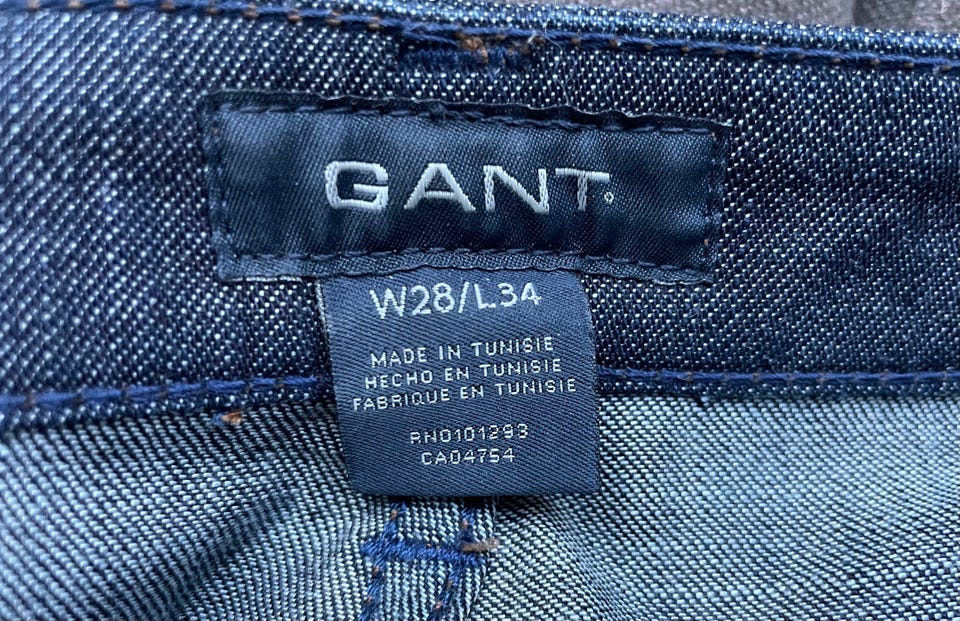 GANT
W28/L34
MADE IN TUNISIE
HECHO EN TUNISIE
FABRIQUE EN TUNISIE
RN0101293
CA04754